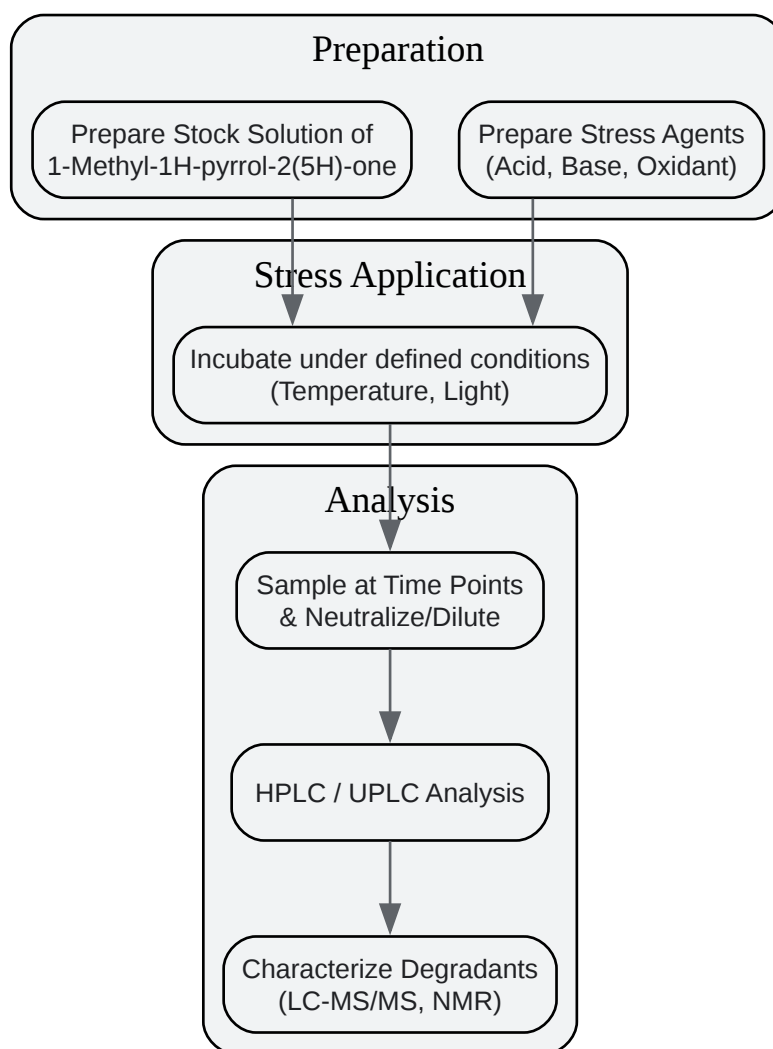 Preparation
Prepare Stock Solution of
1-Methyl-1H-pyrrol-2(5H)-one
Prepare Stress Agents
(Acid, Base, Oxidant)
Stress Application
Incubate under defined conditions
(Temperature, Light)
Analysis
Sample at Time Points
& Neutralize/Dilute
HPLC / UPLC Analysis
Characterize Degradants
(LC-MS/MS, NMR)